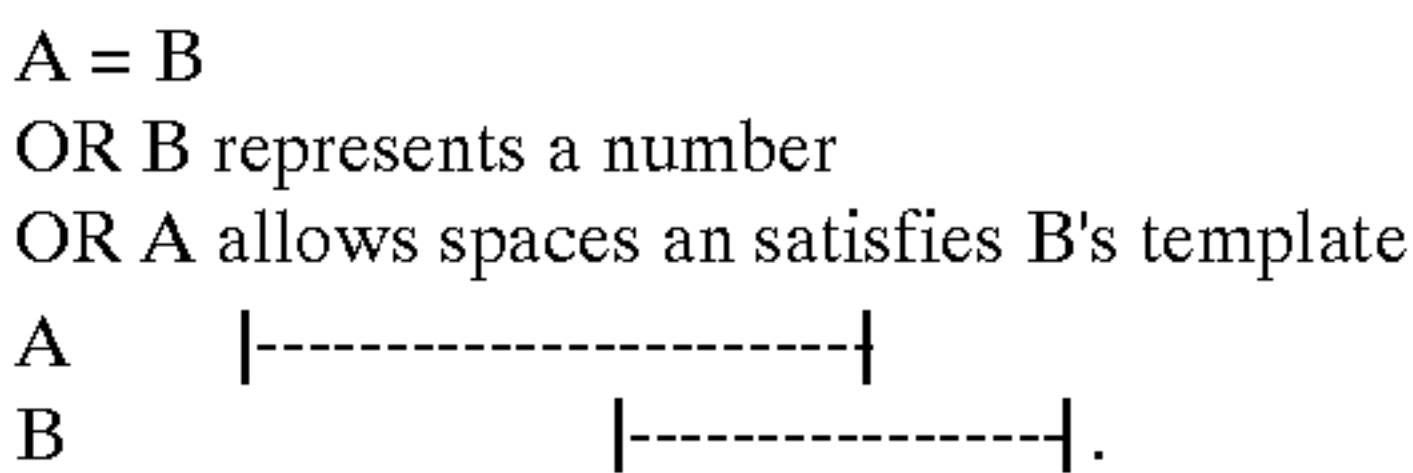 A = B
OR B represents a number
OR A allows spaces an satisfies B's template
A |------------------------|
B |-----------------| .